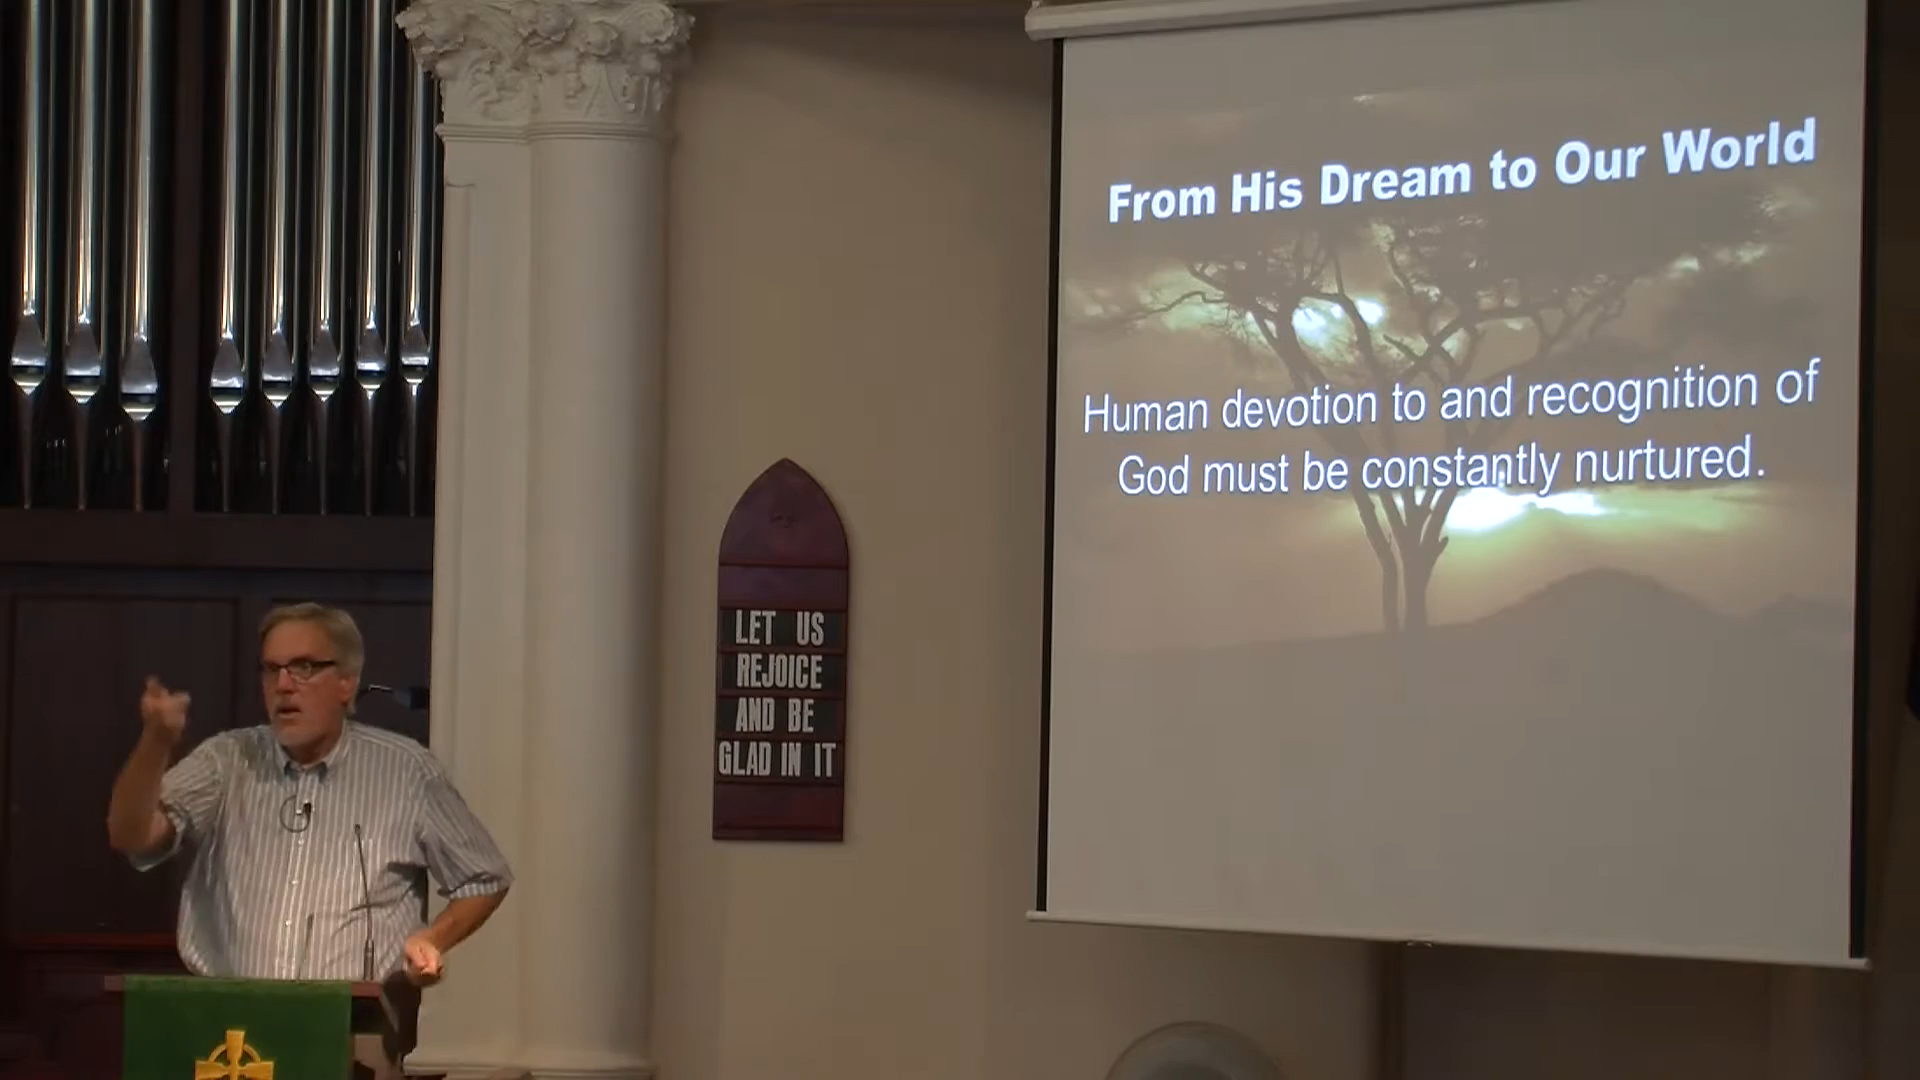 From His Dream to Our World
Human devotion to and recognition of
God must be constantly nurtured.
LET US
REJOICE
AND BE
GLAD IN IT